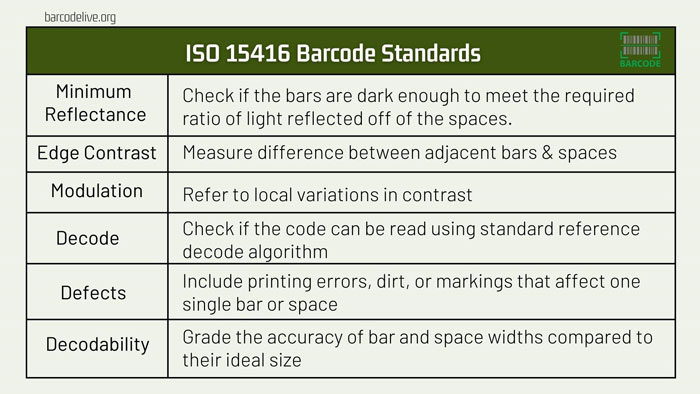 barcodelive.org
ISO 15416 Barcode Standards
BARCODE
Minimum
Reflectance
Check if the bars are dark enough to meet the required
ratio of light reflected off of the spaces.
Edge Contrast
Measure difference between adjacent bars & spaces
Modulation
Refer to local variations in contrast
Decode
Check if the code can be read using standard reference
decode algorithm
Defects
Include printing errors, dirt, or markings that affect one
single bar or space
Decodability
Grade the accuracy of bar and space widths compared to
their ideal size